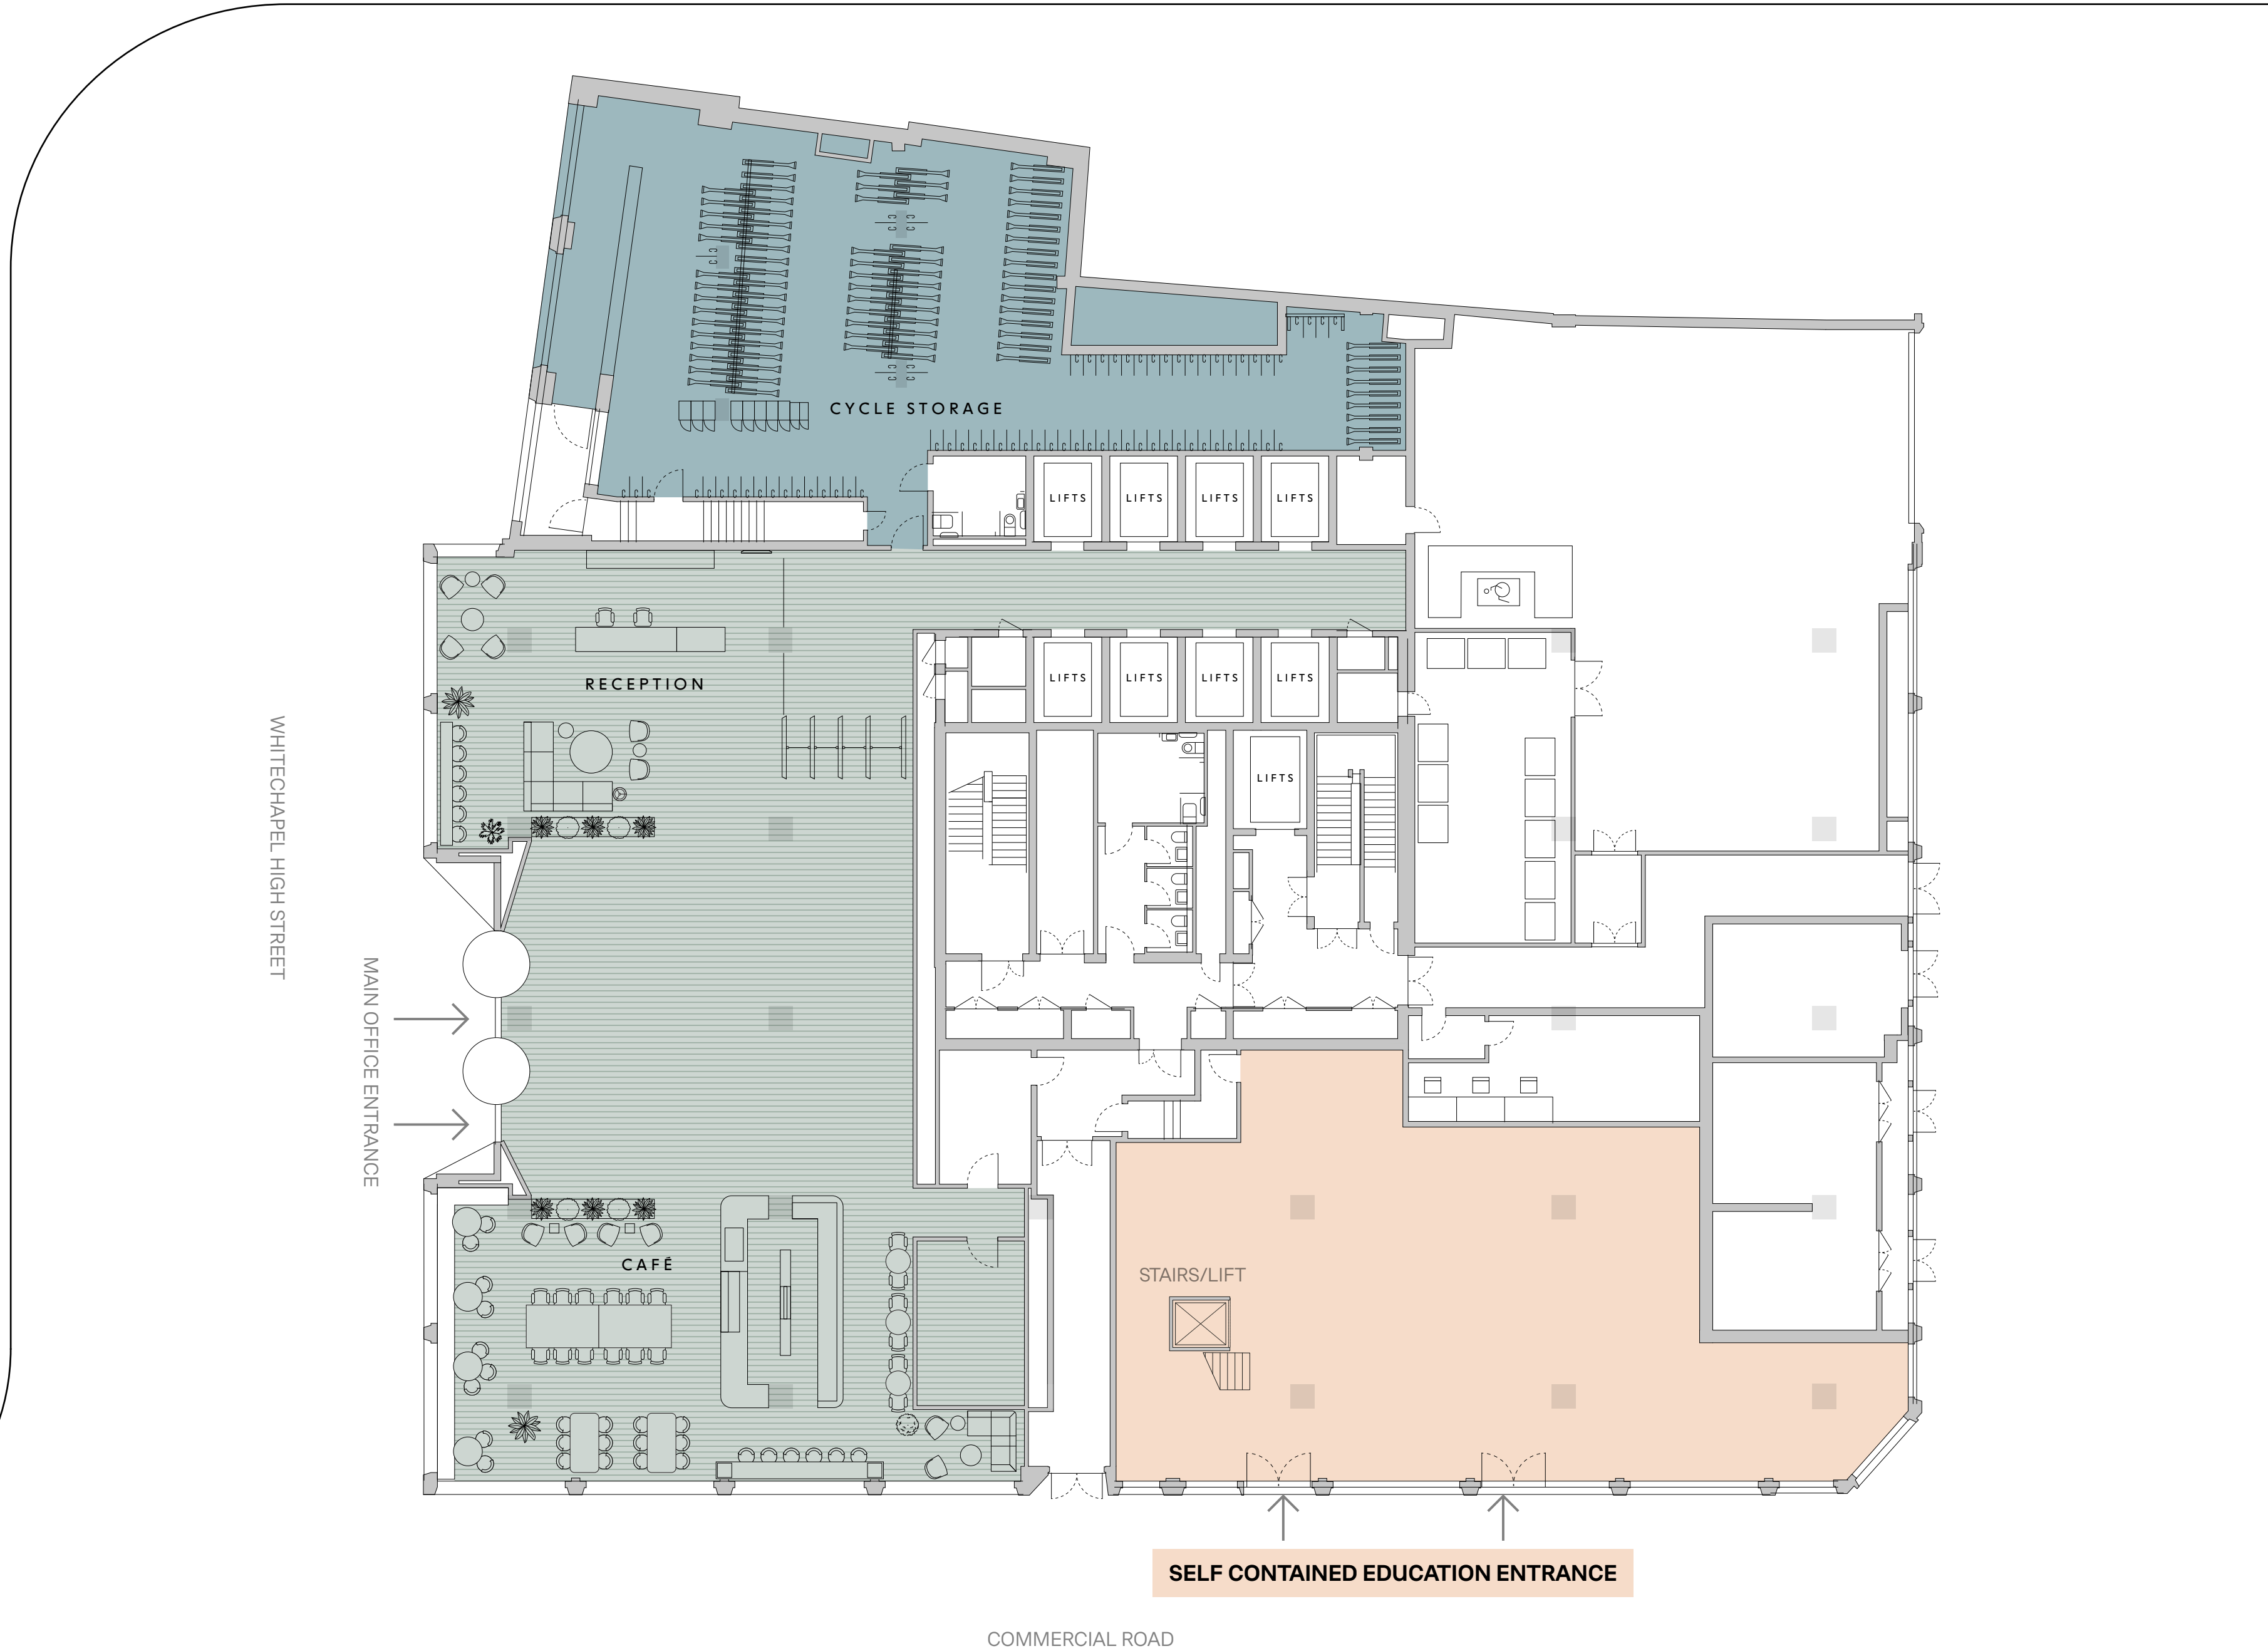 CYCLE STORAGE
LIFTS
LIFTS
LIFTS
LIFTS
RECEPTION
LIFTS
LIFTS
LIFTS
LIFTS
LIFTS
WHITECHAPEL HIGH STREET
MAIN OFFICE ENTRANCE
CAFÉ
STAIRS/LIFT
SELF CONTAINED EDUCATION ENTRANCE
COMMERCIAL ROAD